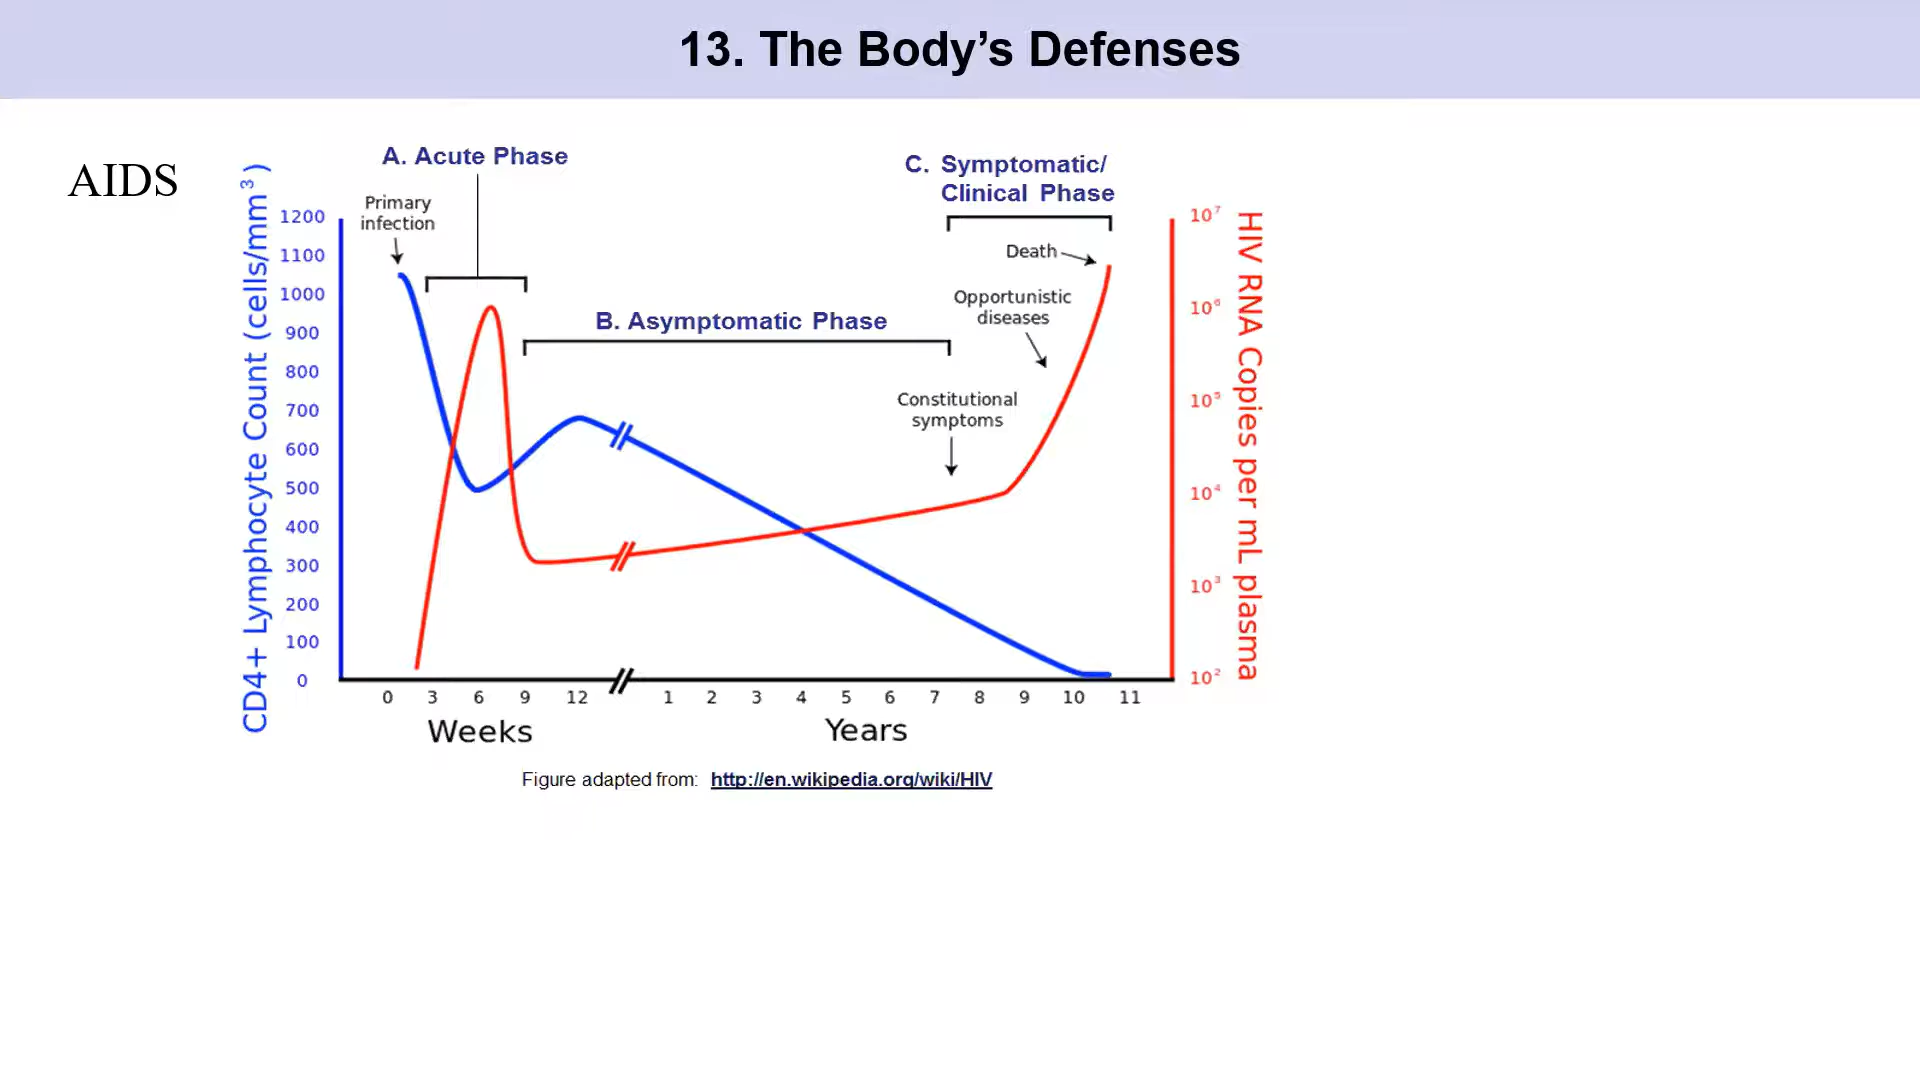 13. The Body’s Defenses
AIDS
A. Acute Phase
C. Symptomatic/
Clinical Phase
Primary
infection
Death
Opportunistic
diseases
B. Asymptomatic Phase
Constitutional
symptoms
CD4+ Lymphocyte Count (cells/mm³)
1200
1100
1000
900
800
700
600
500
400
300
200
100
0
HIV RNA Copies per mL plasma
10⁷
10⁶
10⁵
10⁴
10³
10²
0 3 6 9 12 1 2 3 4 5 6 7 8 9 10 11
Weeks Years
Figure adapted from: http://en.wikipedia.org/wiki/HIV